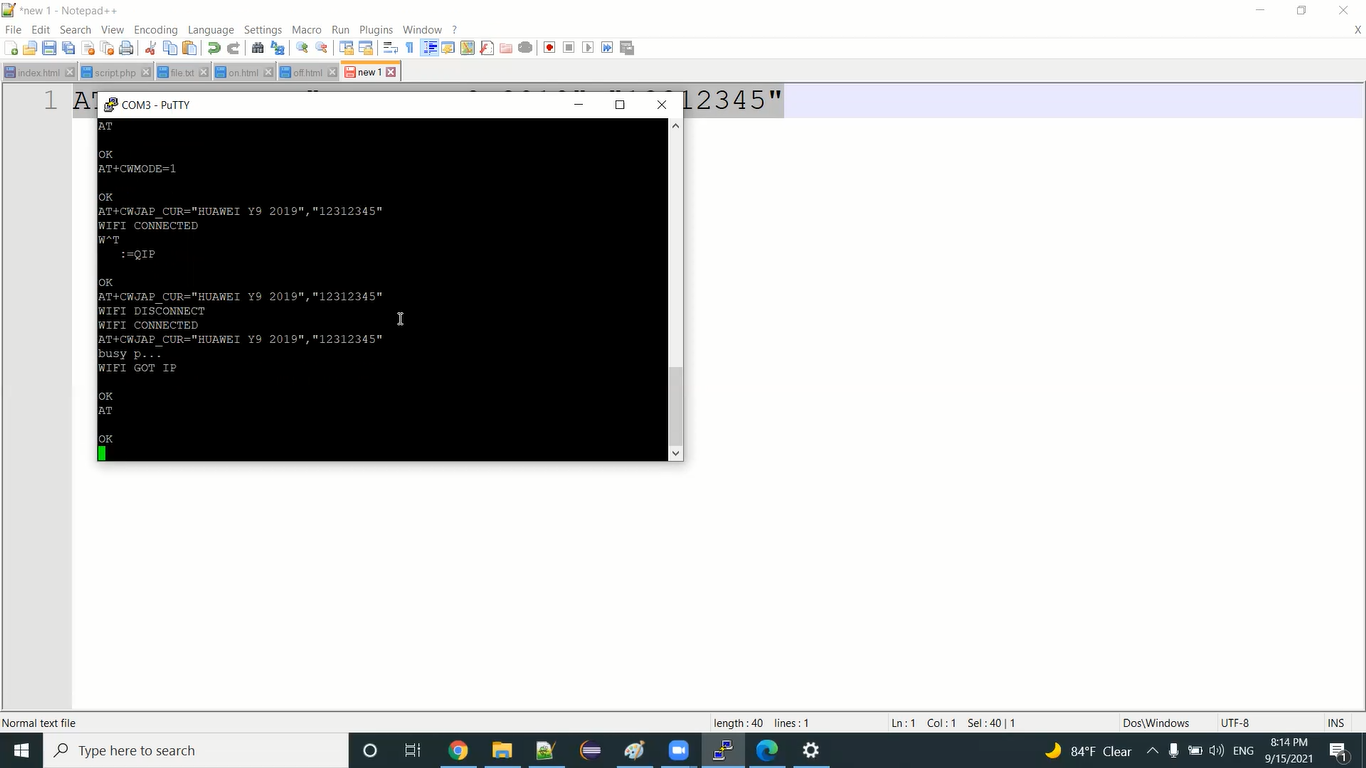 *new 1 - Notepad++
File Edit Search View Encoding Language Settings Macro Run Plugins Window ?
X
index.html script.php file.txt on.html off.html new 1
1
12345"
COM3 - PuTTY
AT
OK
AT+CWMODE=1
OK
AT+CWJAP_CUR="HUAWEI Y9 2019","12312345"
WIFI CONNECTED
W^T
:=QIP
OK
AT+CWJAP_CUR="HUAWEI Y9 2019","12312345"
WIFI DISCONNECT
WIFI CONNECTED
AT+CWJAP_CUR="HUAWEI Y9 2019","12312345"
busy p...
WIFI GOT IP
OK
AT
OK
Normal text file length : 40 lines : 1 Ln : 1 Col : 1 Sel : 40 | 1 Dos\Windows UTF-8 INS
Type here to search
84°F Clear ENG 8:14 PM
9/15/2021
1